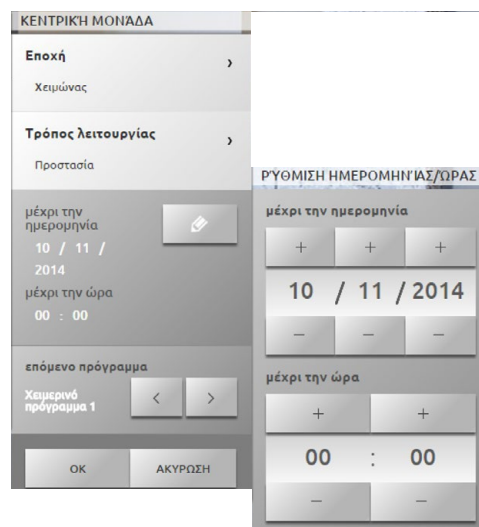 ΚΕΝΤΡΙΚΉ ΜΟΝΆΔΑ
Εποχή
›
Χειμώνας
Τρόπος λειτουργίας
›
Προστασία
μέχρι την
ημερομηνία
10 / 11 /
2014
μέχρι την ώρα
00 : 00
επόμενο πρόγραμμα
Χειμερινό
πρόγραμμα 1
< >
ΟΚ ΑΚΥΡΩΣΗ
ΡΎΘΜΙΣΗ ΗΜΕΡΟΜΗΝΊΑΣ/ΏΡΑΣ
μέχρι την ημερομηνία
+ + +
10 / 11 / 2014
− − −
μέχρι την ώρα
+ +
00 : 00
− −